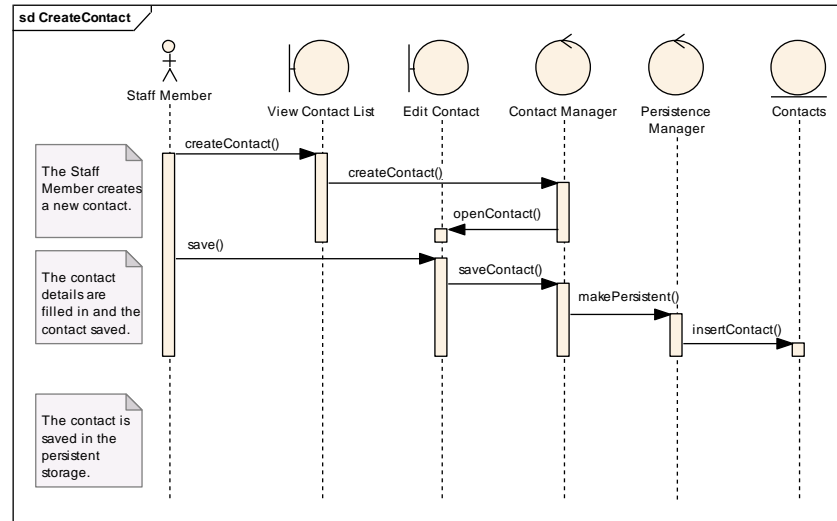 sd CreateContact
Staff Member
View Contact List
Edit Contact
Contact Manager
Persistence
Manager
Contacts
The Staff
Member creates
a new contact.
createContact()
createContact()
openContact()
save()
The contact
details are
filled in and the
contact saved.
saveContact()
makePersistent()
insertContact()
The contact is
saved in the
persistent
storage.